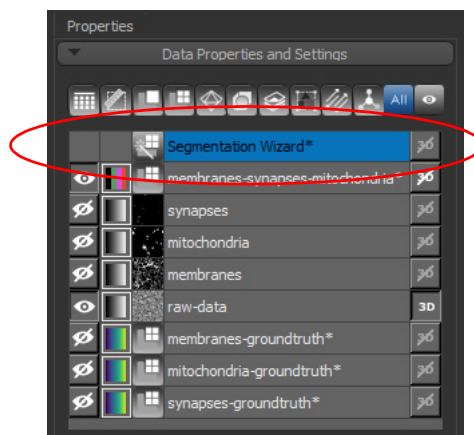 Properties
Data Properties and Settings
All
Segmentation Wizard*
membranes-synapses-mitochondria*
synapses
mitochondria
membranes
raw-data
3D
membranes-groundtruth*
mitochondria-groundtruth*
synapses-groundtruth*